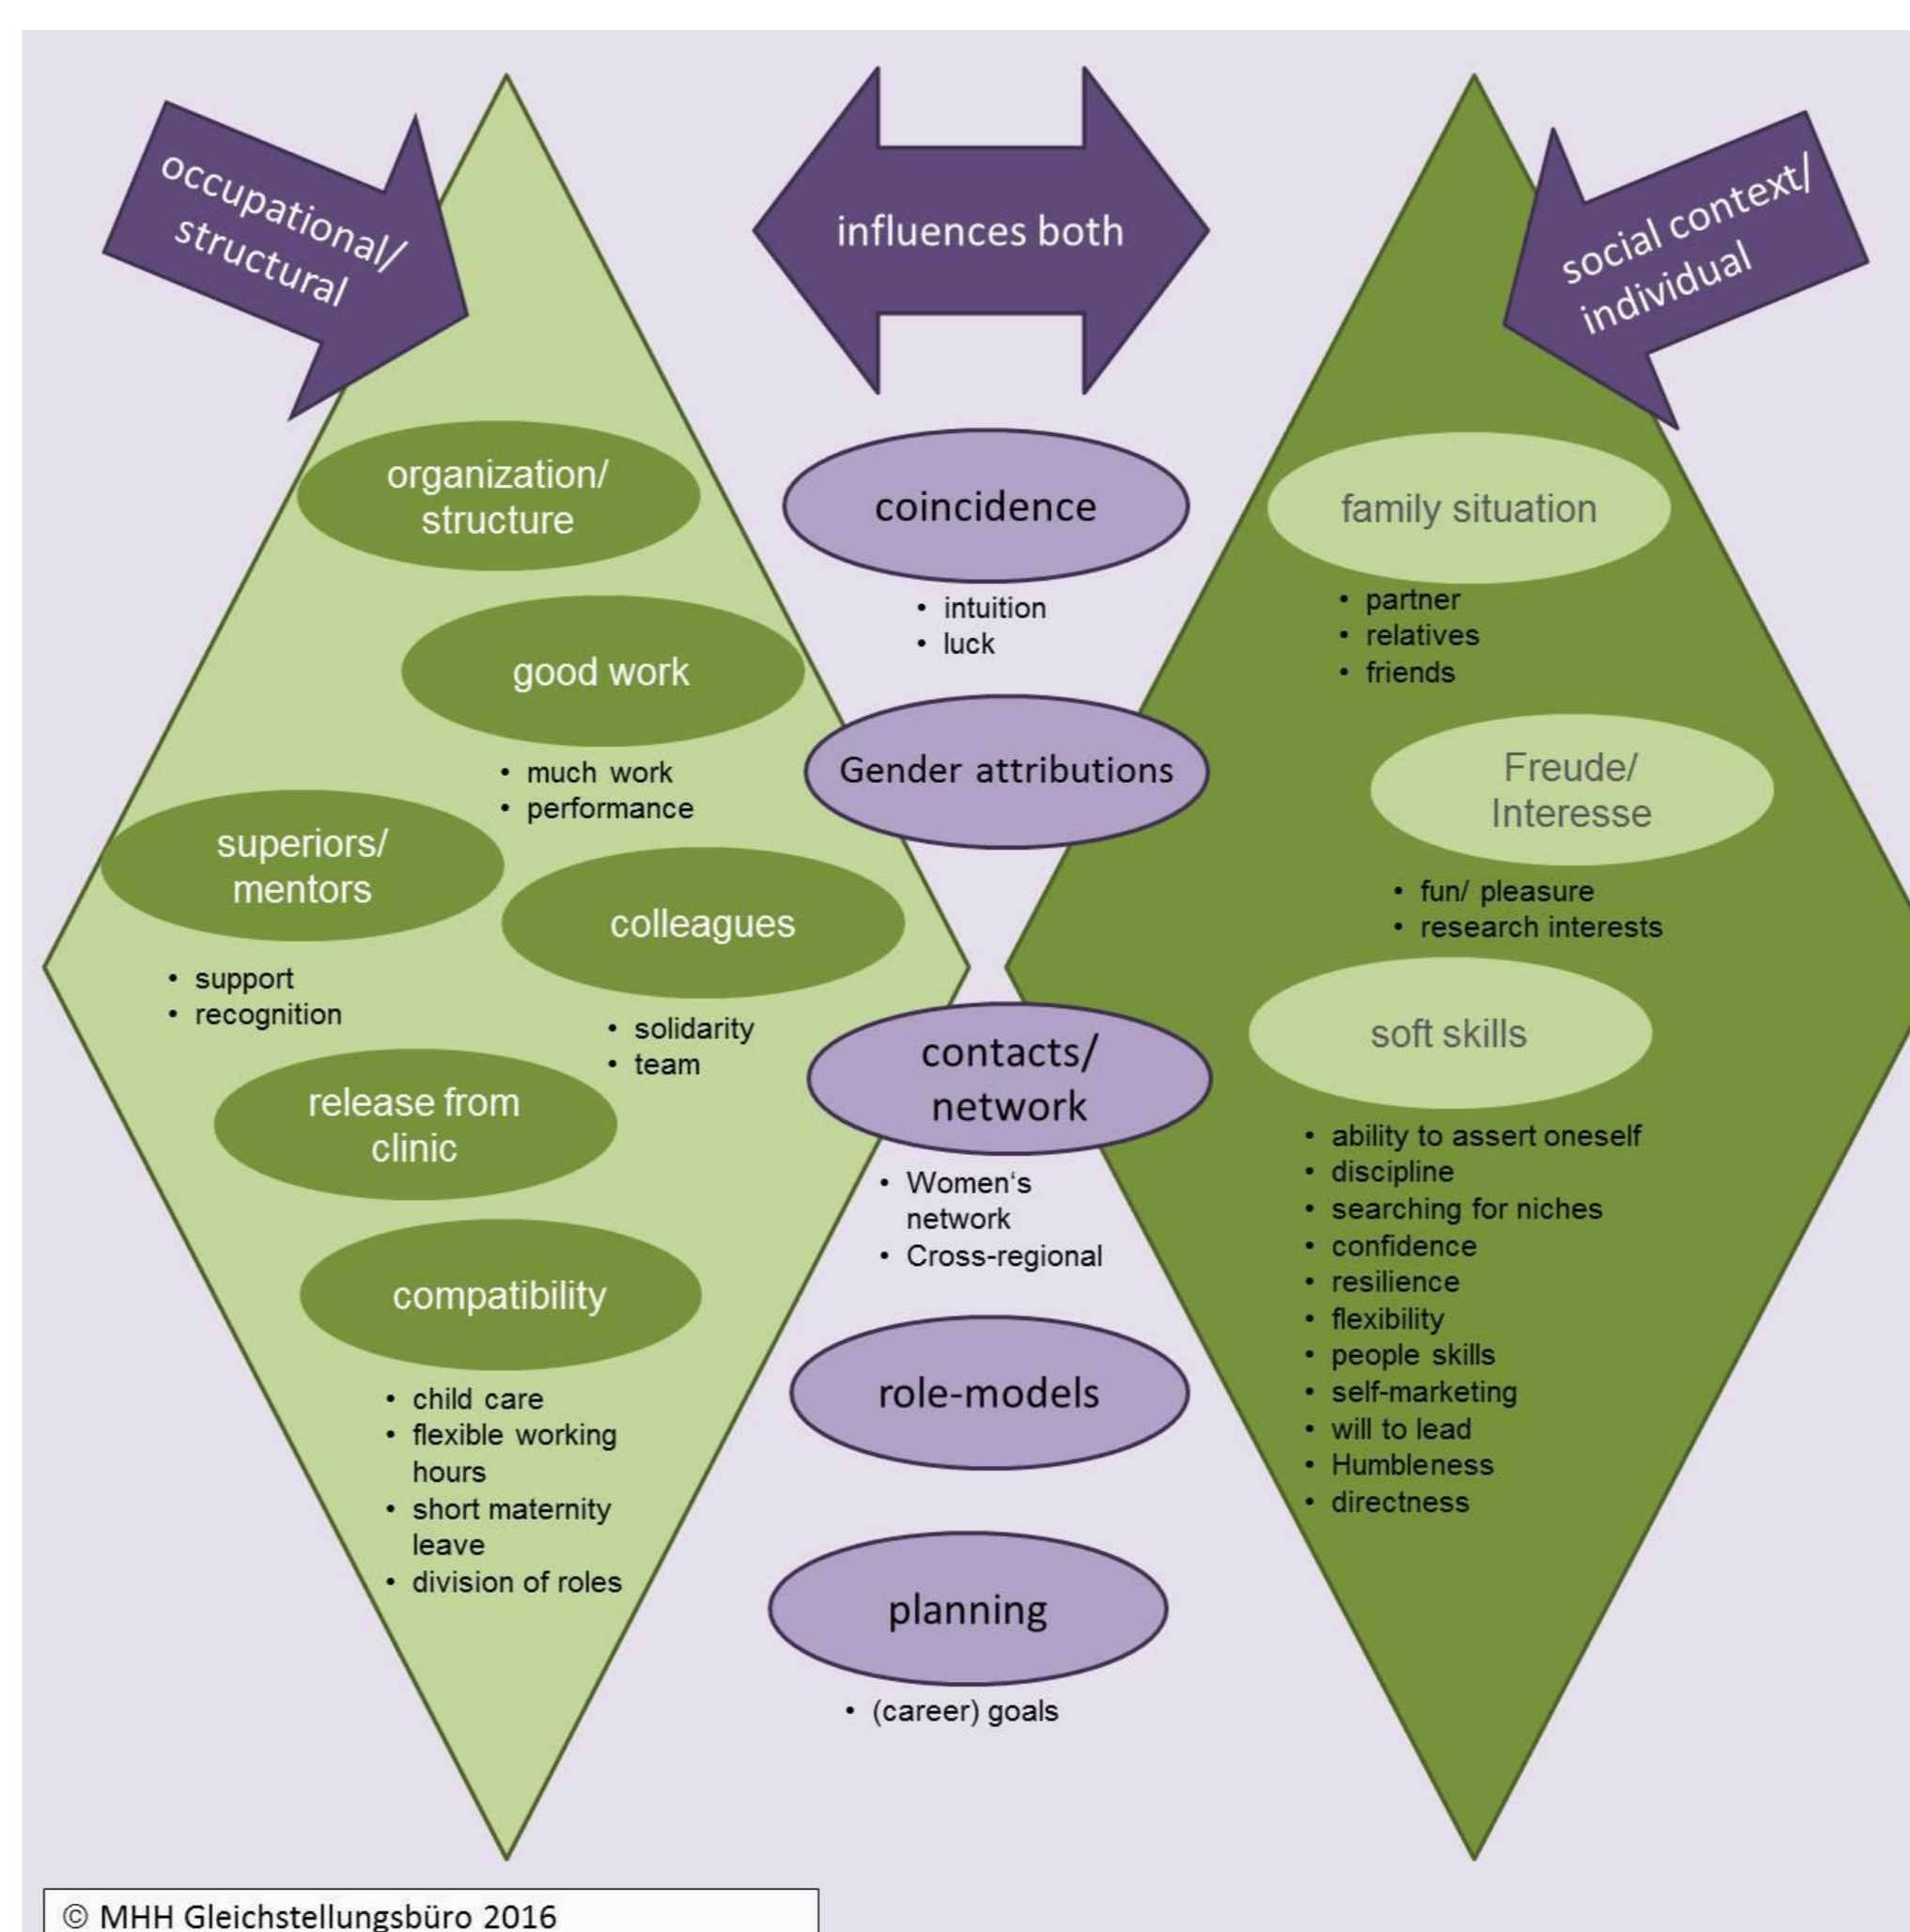 occupational/
structural
influences both
social context/
individual
organization/
structure
good work
• much work
• performance
superiors/
mentors
• support
• recognition
colleagues
• solidarity
• team
release from
clinic
compatibility
• child care
• flexible working
hours
• short maternity
leave
• division of roles
coincidence
• intuition
• luck
Gender attributions
contacts/
network
• Women‘s
network
• Cross-regional
role-models
planning
• (career) goals
family situation
• partner
• relatives
• friends
Freude/
Interesse
• fun/ pleasure
• research interests
soft skills
• ability to assert oneself
• discipline
• searching for niches
• confidence
• resilience
• flexibility
• people skills
• self-marketing
• will to lead
• Humbleness
• directness
© MHH Gleichstellungsbüro 2016